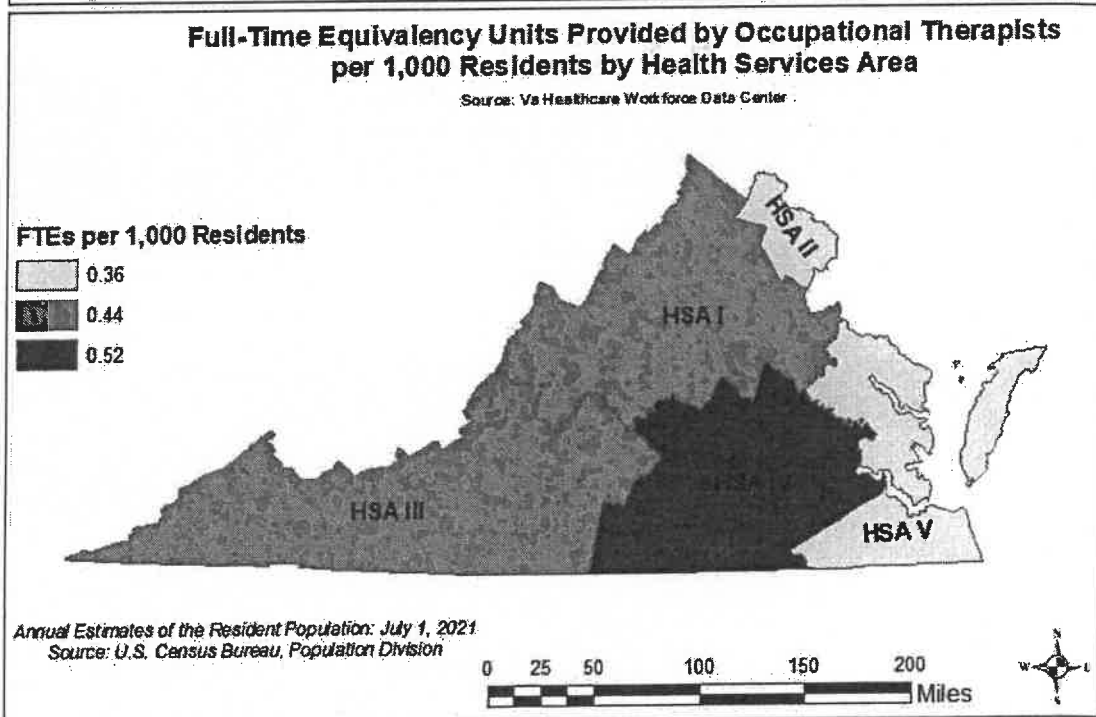 Full-Time Equivalency Units Provided by Occupational Therapists
per 1,000 Residents by Health Services Area
Source: Va Healthcare Workforce Data Center
HSA II
FTEs per 1,000 Residents
0.36
0.44
0.52
HSA I
HSA IV
HSA III
HSA V
Annual Estimates of the Resident Population: July 1, 2021
Source: U.S. Census Bureau, Population Division
0 25 50 100 150 200
Miles
N
W
E
S